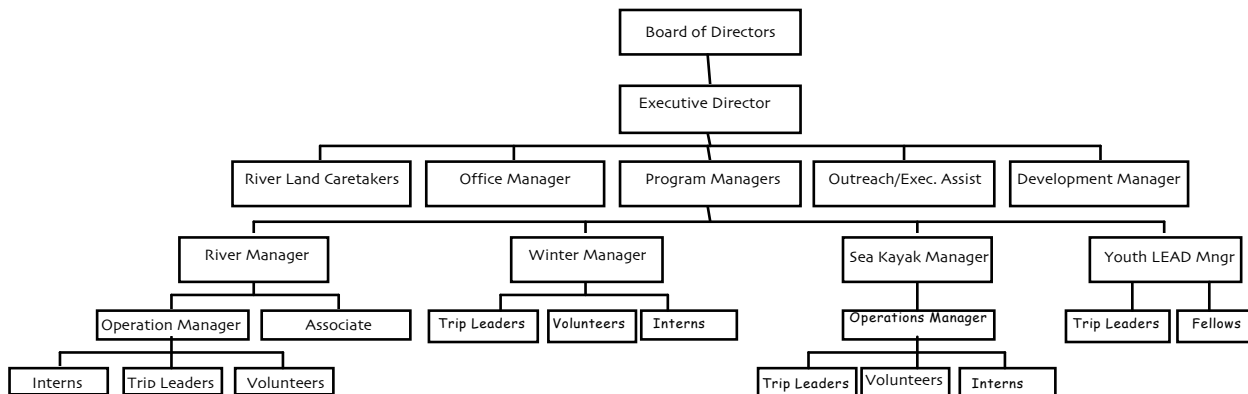 Board of Directors
Executive Director
River Land Caretakers
Office Manager
Program Managers
Outreach/Exec. Assist
Development Manager
River Manager
Winter Manager
Sea Kayak Manager
Youth LEAD Mngr
Operation Manager
Associate
Trip Leaders
Volunteers
Interns
Operations Manager
Trip Leaders
Fellows
Interns
Trip Leaders
Volunteers
Trip Leaders
Volunteers
Interns